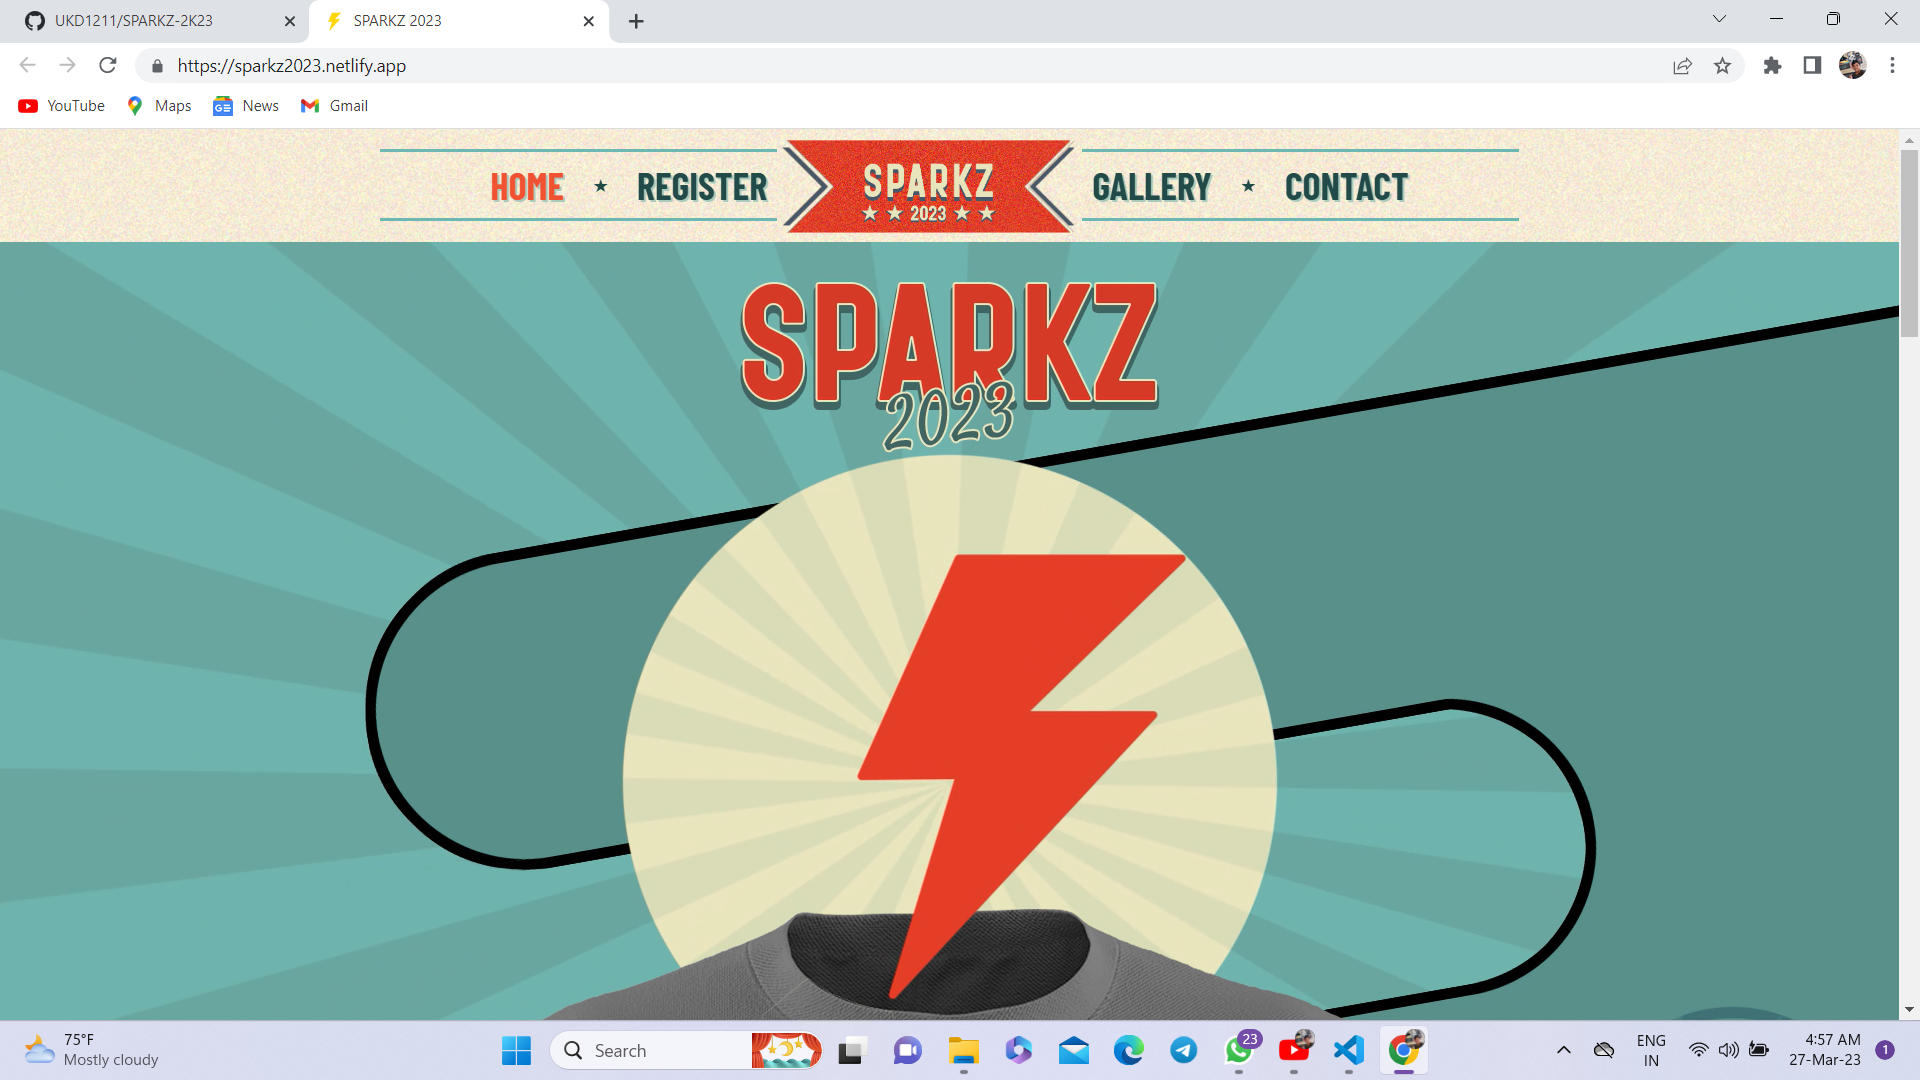 UKD1211/SPARKZ-2K23
SPARKZ 2023
https://sparkz2023.netlify.app
YouTube
Maps
News
Gmail
HOME ★ REGISTER
SPARKZ
★ ★ 2023 ★ ★
GALLERY ★ CONTACT
SPARKZ
2023
75°F
Mostly cloudy
Search
23
ENG
IN
4:57 AM
27-Mar-23
1